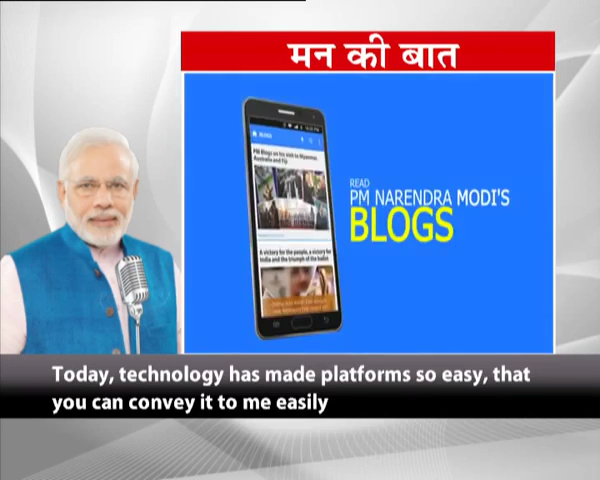 मन की बात
BLOGS
PM Blogs on his visit to Myanmar,
Australia and Fiji
A victory for the people, a victory for
India and the triumph of the ballot
READ
PM NARENDRA MODI'S
BLOGS
Today, technology has made platforms so easy, that
you can convey it to me easily